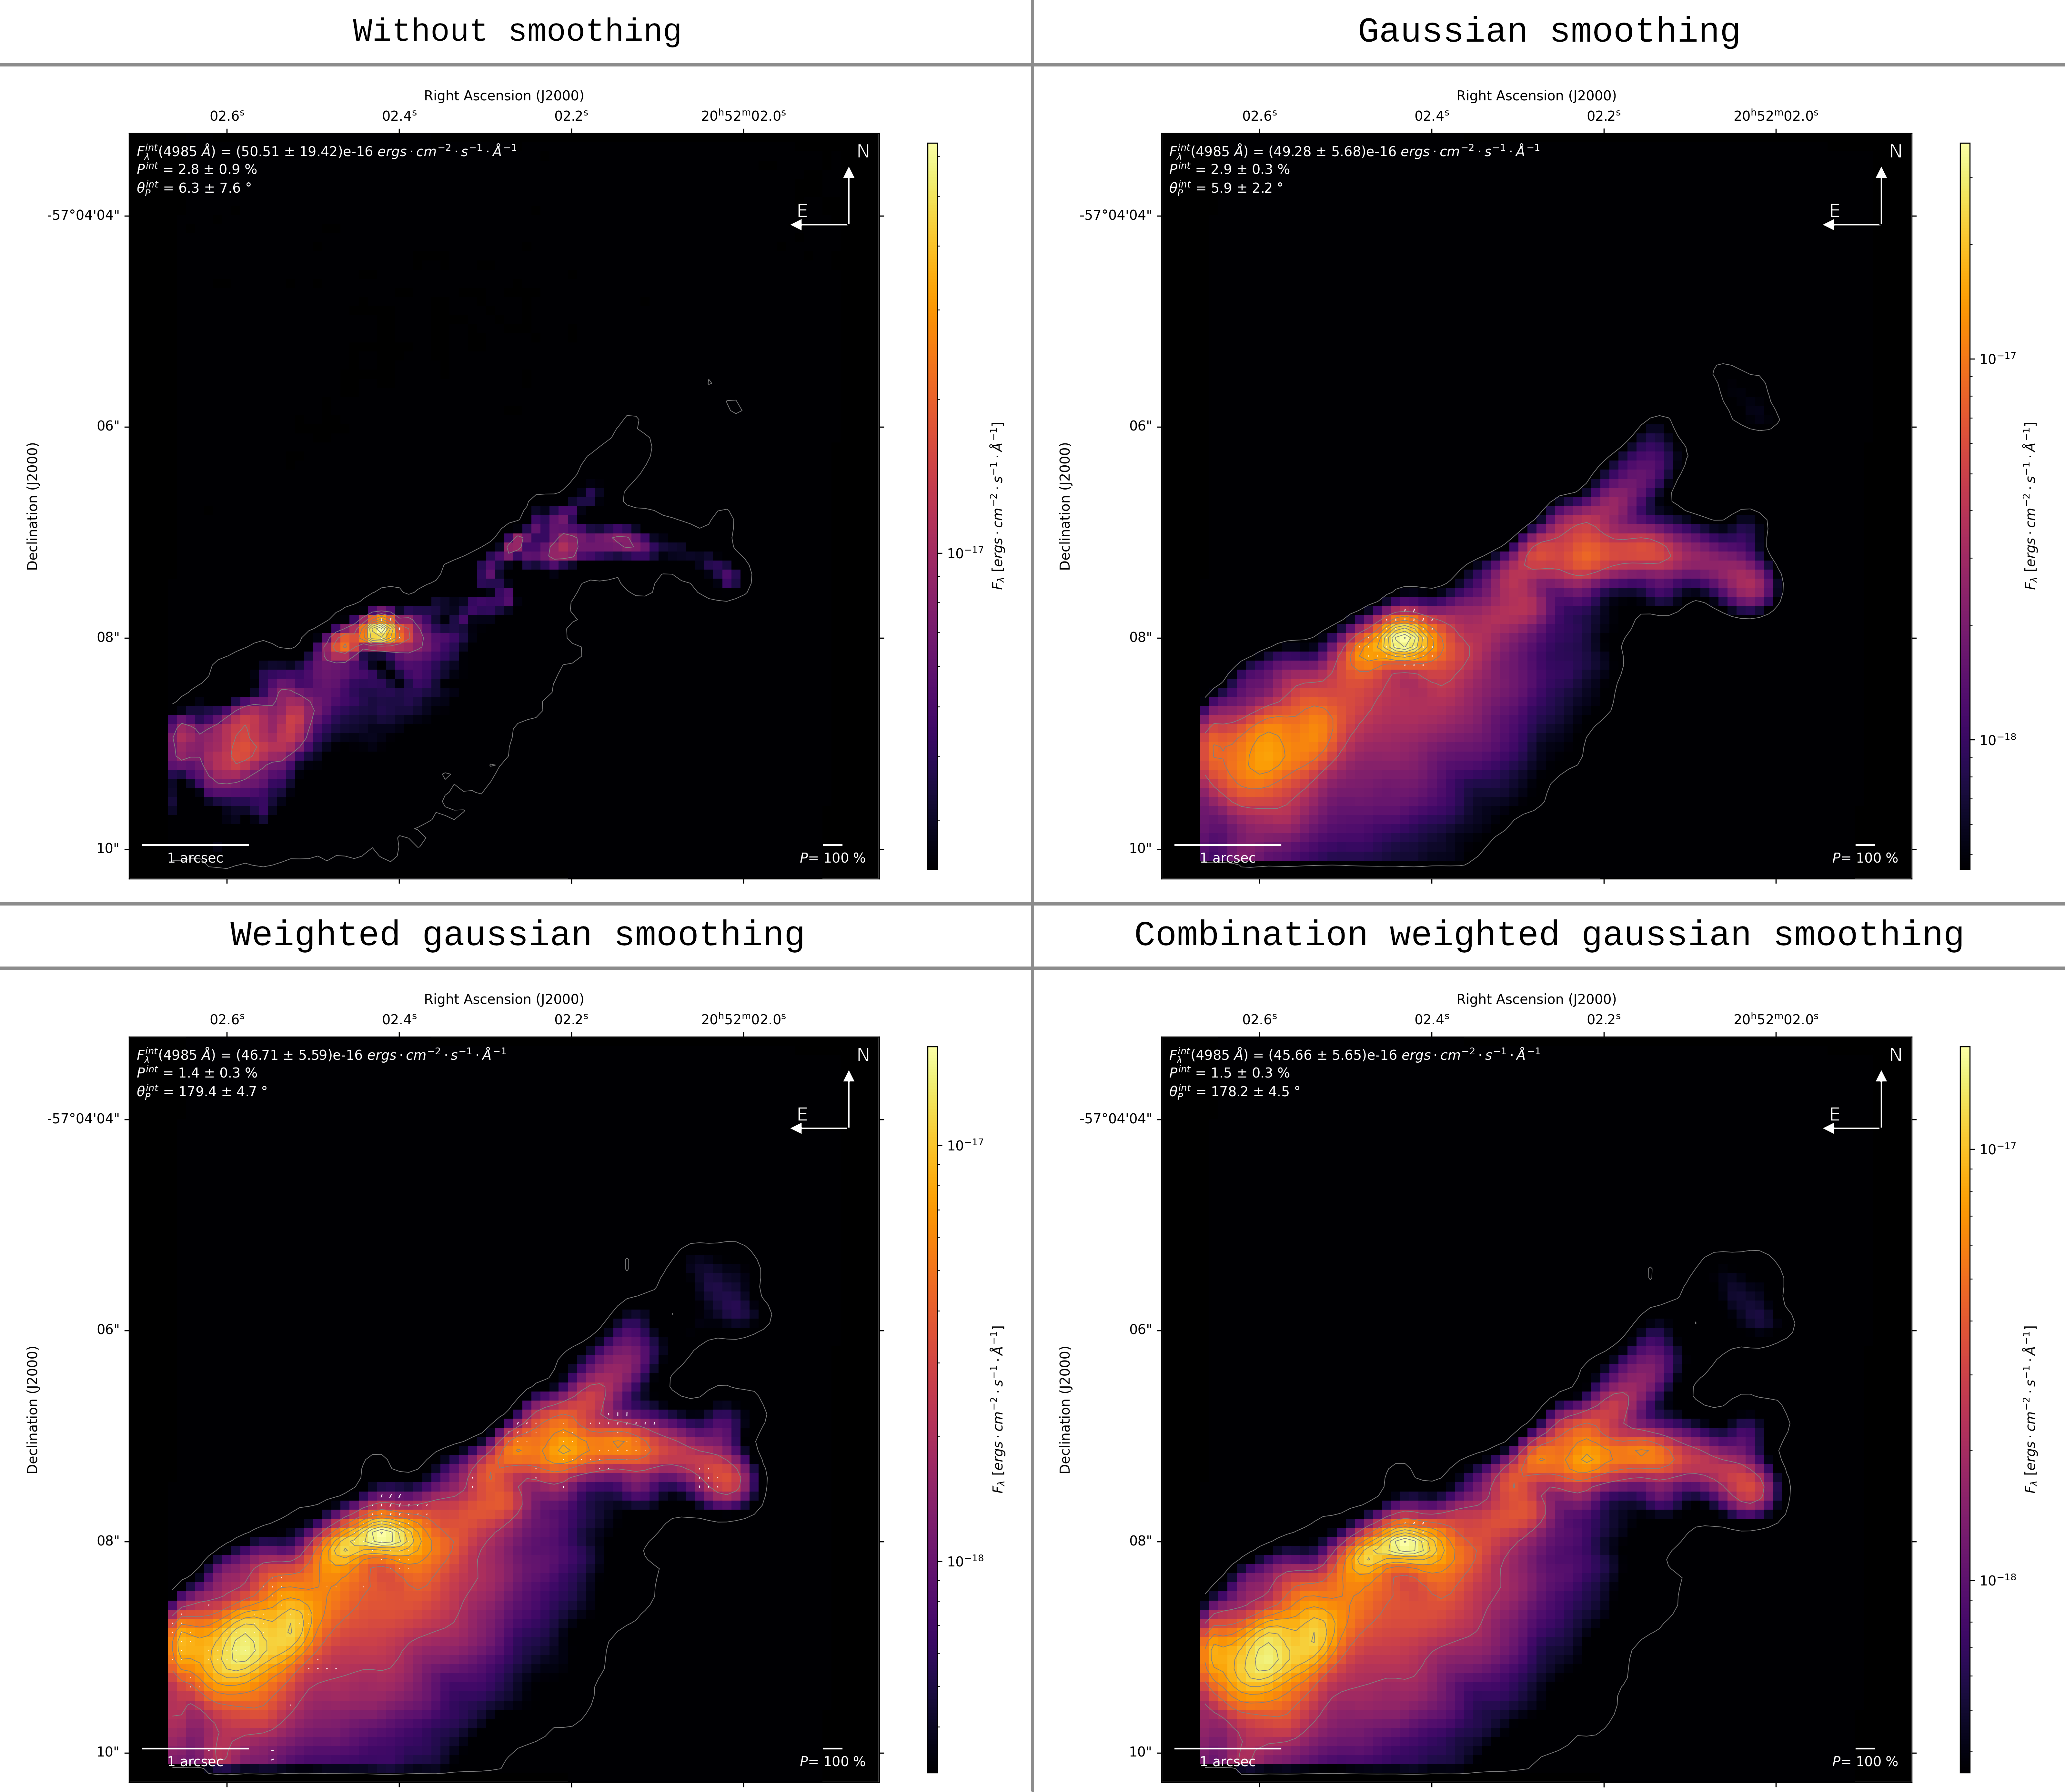 Without smoothing
Right Ascension (J2000)
02.6ˢ 02.4ˢ 02.2ˢ 20ʰ52ᵐ02.0ˢ
F_λ^int(4985 Å) = (50.51 ± 19.42)e-16 ergs · cm⁻² · s⁻¹ · Å⁻¹
P^int = 2.8 ± 0.9 %
θ_P^int = 6.3 ± 7.6 °
N
E
-57°04'04"
06"
08"
10"
Declination (J2000)
1 arcsec
P= 100 %
10⁻¹⁷
F_λ [ergs · cm⁻² · s⁻¹ · Å⁻¹]
Gaussian smoothing
Right Ascension (J2000)
02.6ˢ 02.4ˢ 02.2ˢ 20ʰ52ᵐ02.0ˢ
F_λ^int(4985 Å) = (49.28 ± 5.68)e-16 ergs · cm⁻² · s⁻¹ · Å⁻¹
P^int = 2.9 ± 0.3 %
θ_P^int = 5.9 ± 2.2 °
N
E
-57°04'04"
06"
08"
10"
Declination (J2000)
1 arcsec
P= 100 %
10⁻¹⁷
10⁻¹⁸
F_λ [ergs · cm⁻² · s⁻¹ · Å⁻¹]
Weighted gaussian smoothing
Right Ascension (J2000)
02.6ˢ 02.4ˢ 02.2ˢ 20ʰ52ᵐ02.0ˢ
F_λ^int(4985 Å) = (46.71 ± 5.59)e-16 ergs · cm⁻² · s⁻¹ · Å⁻¹
P^int = 1.4 ± 0.3 %
θ_P^int = 179.4 ± 4.7 °
N
E
-57°04'04"
06"
08"
10"
Declination (J2000)
1 arcsec
P= 100 %
10⁻¹⁷
10⁻¹⁸
F_λ [ergs · cm⁻² · s⁻¹ · Å⁻¹]
Combination weighted gaussian smoothing
Right Ascension (J2000)
02.6ˢ 02.4ˢ 02.2ˢ 20ʰ52ᵐ02.0ˢ
F_λ^int(4985 Å) = (45.66 ± 5.65)e-16 ergs · cm⁻² · s⁻¹ · Å⁻¹
P^int = 1.5 ± 0.3 %
θ_P^int = 178.2 ± 4.5 °
N
E
-57°04'04"
06"
08"
10"
Declination (J2000)
1 arcsec
P= 100 %
10⁻¹⁷
10⁻¹⁸
F_λ [ergs · cm⁻² · s⁻¹ · Å⁻¹]